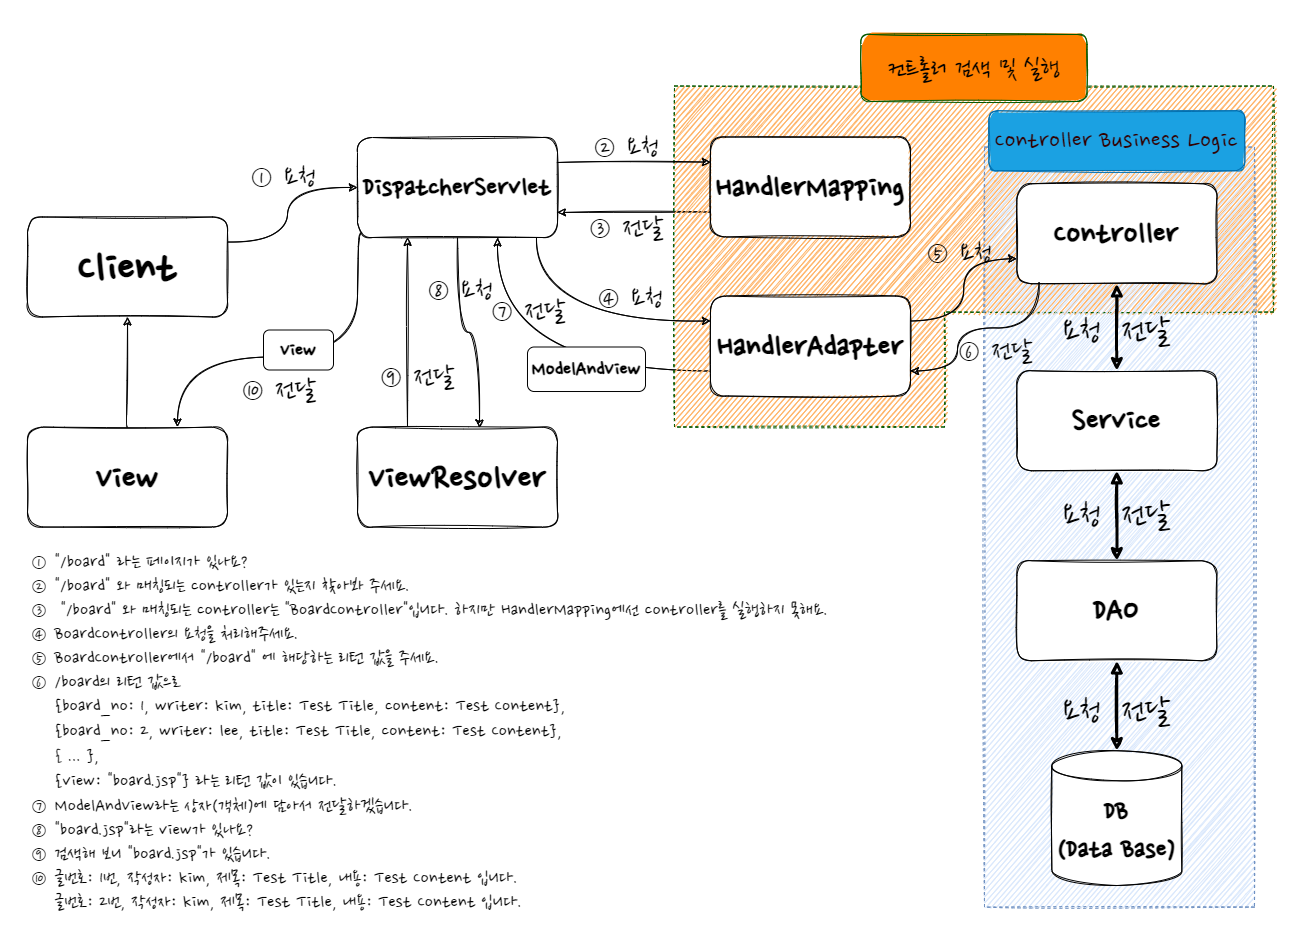 컨트롤러 검색 및 실행
Controller Business Logic
① 요청
DispatcherServlet
② 요청
HandlerMapping
③ 전달
Client
Controller
⑤ 요청
⑧ 요청
④ 요청
⑦ 전달
HandlerAdapter
⑥ 전달
요청 전달
View
ModelAndView
⑩ 전달
⑨ 전달
Service
View
ViewResolver
요청 전달
DAO
요청 전달
DB
(Data Base)
① "/board" 라는 페이지가 있나요?
② "/board" 와 매칭되는 Controller가 있는지 찾아봐 주세요.
③ "/board" 와 매칭되는 Controller는 "BoardController"입니다. 하지만 HandlerMapping에선 Controller를 실행하지 못해요.
④ BoardController의 요청을 처리해주세요.
⑤ BoardController에서 "/board" 에 해당하는 리턴 값을 주세요.
⑥ /board의 리턴 값으로
{board_no: 1, writer: kim, title: Test Title, content: Test Content},
{board_no: 2, writer: lee, title: Test Title, content: Test Content},
{ ... },
{view: "board.jsp"} 라는 리턴 값이 있습니다.
⑦ ModelAndView라는 상자(객체)에 담아서 전달하겠습니다.
⑧ "board.jsp"라는 View가 있나요?
⑨ 검색해 보니 "board.jsp"가 있습니다.
⑩ 글번호: 1번, 작성자: kim, 제목: Test Title, 내용: Test Content 입니다.
글번호: 2번, 작성자: kim, 제목: Test Title, 내용: Test Content 입니다.